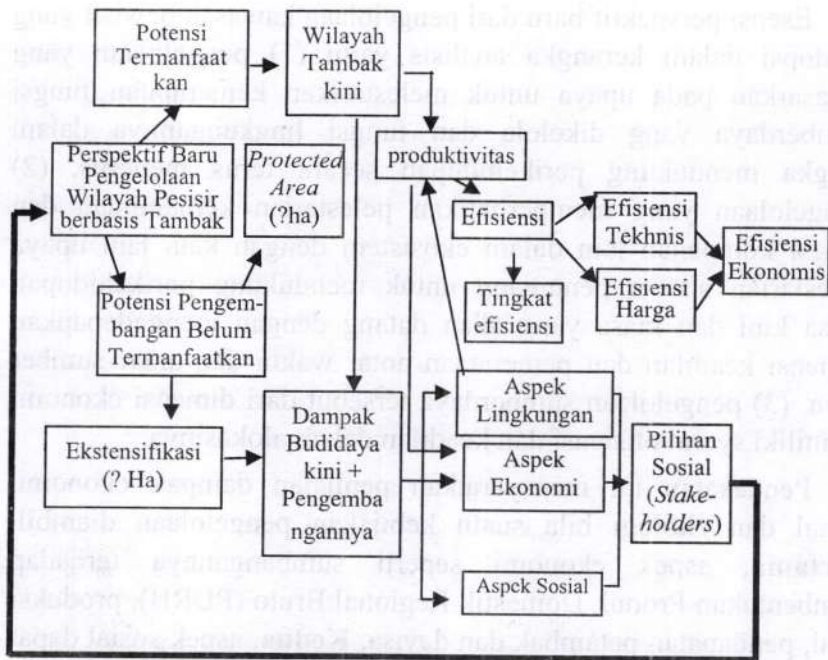 Potensi
Termanfaat
kan
Wilayah
Tambak
kini
Perspektif Baru
Pengelolaan
Wilayah Pesisir
berbasis Tambak
Protected
Area
(?ha)
produktivitas
Efisiensi
Efisiensi
Tekhnis
Efisiensi
Harga
Efisiensi
Ekonomis
Tingkat
efisiensi
Potensi Pengem
bangan Belum
Termanfaatkan
Ekstensifikasi
(? Ha)
Dampak
Budidaya
kini +
Pengemba
ngannya
Aspek
Lingkungan
Aspek
Ekonomi
Aspek Sosial
Pilihan
Sosial
(Stake-
holders)